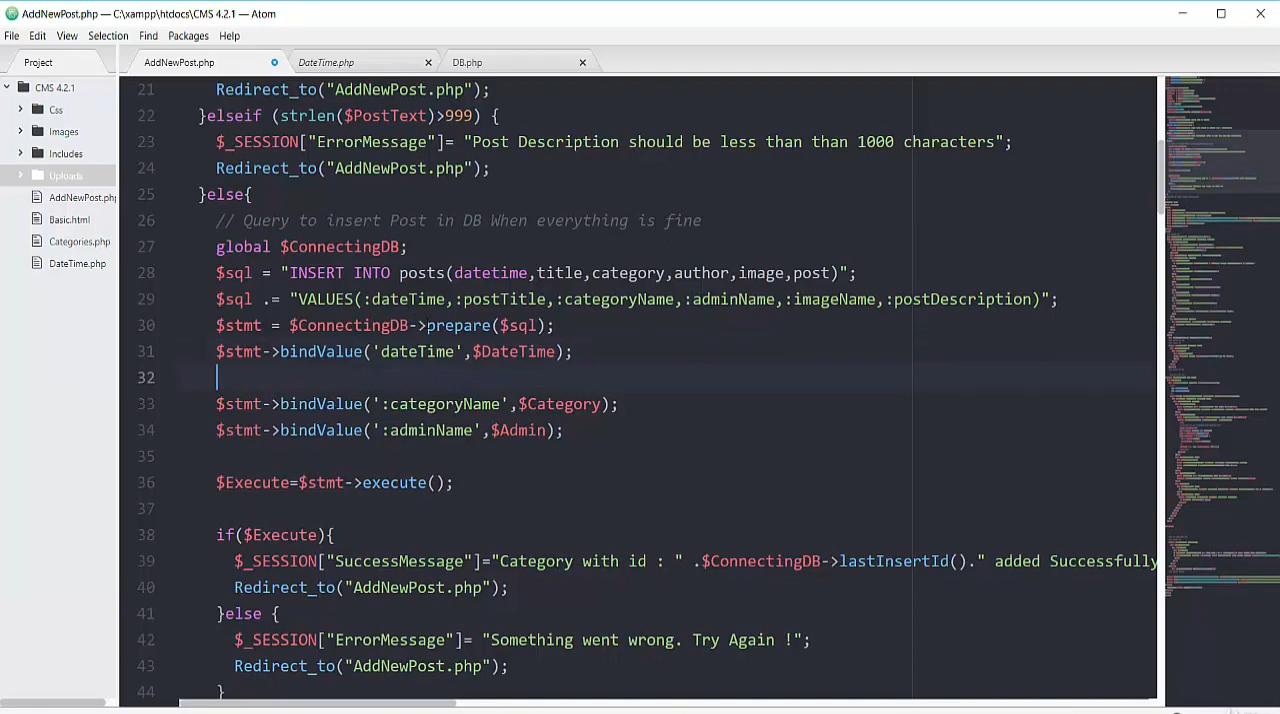 AddNewPost.php — C:\xampp\htdocs\CMS 4.2.1 — Atom
File Edit View Selection Find Packages Help
Project
AddNewPost.php
DateTime.php
DB.php
CMS 4.2.1
Css
Images
Includes
Uploads
AddNewPost.php
Basic.html
Categories.php
DateTime.php
21 Redirect_to("AddNewPost.php");
22 }elseif (strlen($PostText)>999)
23 $_SESSION["ErrorMessage"]= "Post Description should be less than than 1000 characters";
24 Redirect_to("AddNewPost.php");
25 }else{
26 // Query to insert Post in DB When everything is fine
27 global $ConnectingDB;
28 $sql = "INSERT INTO posts(datetime,title,category,author,image,post)";
29 $sql .= "VALUES(:dateTime,:postTitle,:categoryName,:adminName,:imageName,:postDescription)";
30 $stmt = $ConnectingDB->prepare($sql);
31 $stmt->bindValue('dateTime',$DateTime);
32
33 $stmt->bindValue(':categoryName',$Category);
34 $stmt->bindValue(':adminName',$Admin);
35
36 $Execute=$stmt->execute();
37
38 if($Execute){
39 $_SESSION["SuccessMessage"]="Category with id : " .$ConnectingDB->lastInsertId()." added Successfully
40 Redirect_to("AddNewPost.php");
41 }else {
42 $_SESSION["ErrorMessage"]= "Something went wrong. Try Again !";
43 Redirect_to("AddNewPost.php");
44 }